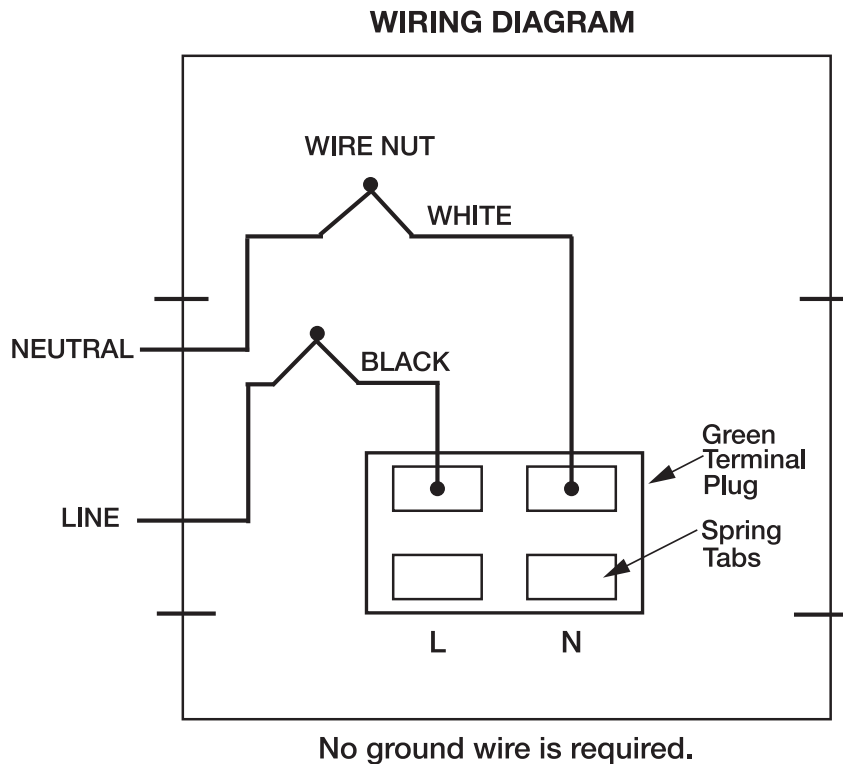 WIRING DIAGRAM
WIRE NUT
WHITE
NEUTRAL
BLACK
Green
Terminal
Plug
LINE
Spring
Tabs
L N
No ground wire is required.